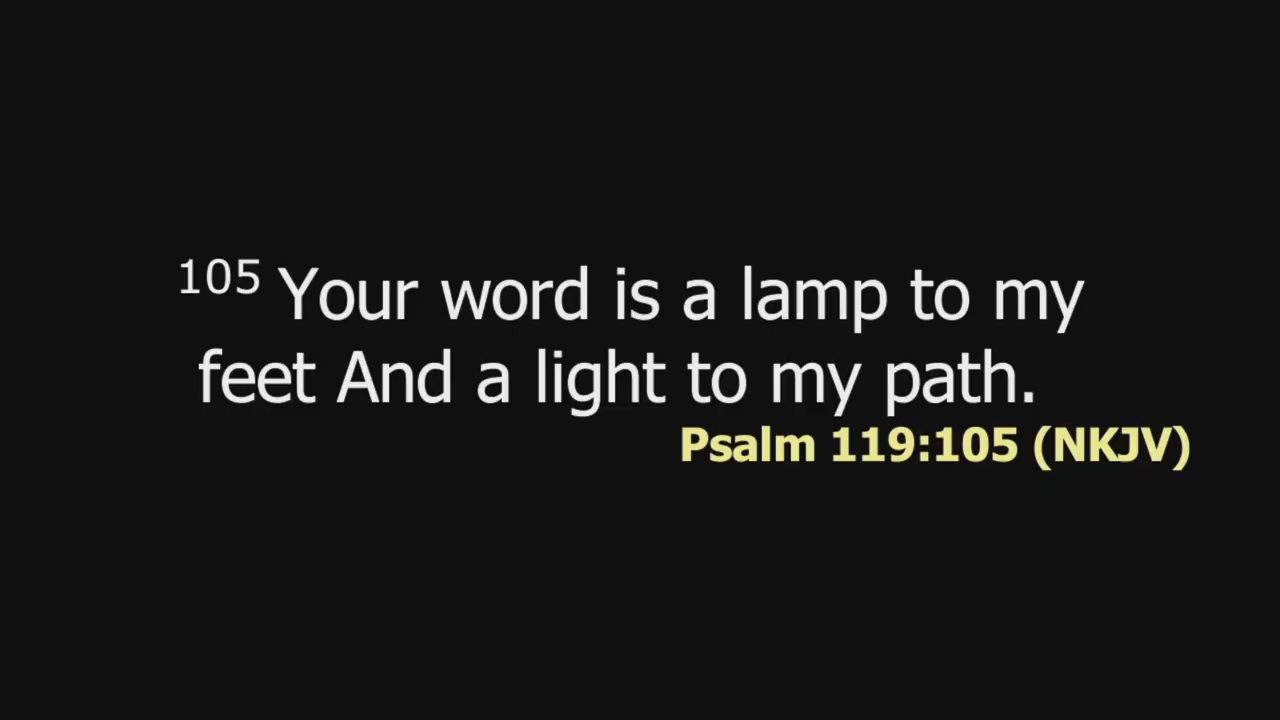 105 Your word is a lamp to my
feet And a light to my path.
Psalm 119:105 (NKJV)